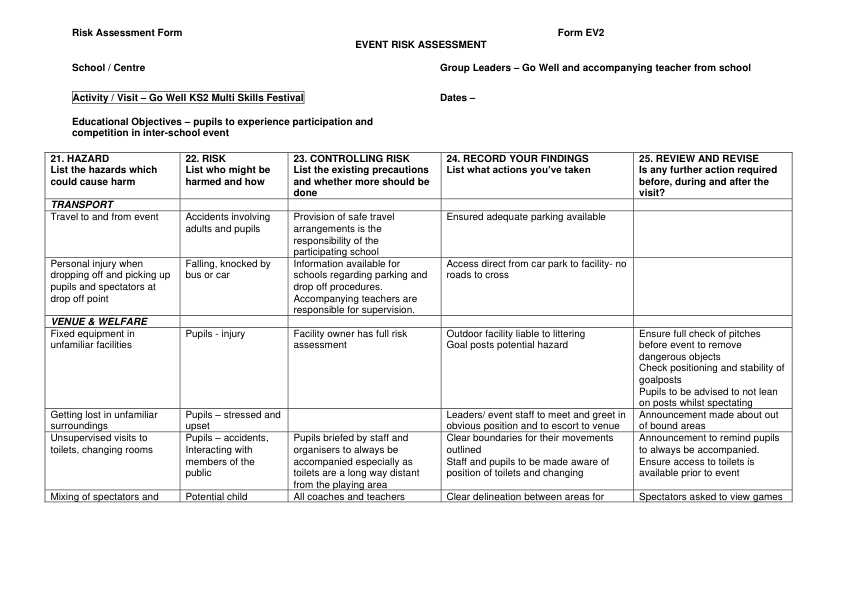 Risk Assessment Form Form EV2
EVENT RISK ASSESSMENT
School / Centre Group Leaders – Go Well and accompanying teacher from school
Activity / Visit – Go Well KS2 Multi Skills Festival Dates –
Educational Objectives – pupils to experience participation and
competition in inter-school event
21. HAZARD
List the hazards which
could cause harm
22. RISK
List who might be
harmed and how
23. CONTROLLING RISK
List the existing precautions
and whether more should be
done
24. RECORD YOUR FINDINGS
List what actions you've taken
25. REVIEW AND REVISE
Is any further action required
before, during and after the
visit?
TRANSPORT
Travel to and from event
Accidents involving
adults and pupils
Provision of safe travel
arrangements is the
responsibility of the
participating school
Ensured adequate parking available
Personal injury when
dropping off and picking up
pupils and spectators at
drop off point
Falling, knocked by
bus or car
Information available for
schools regarding parking and
drop off procedures.
Accompanying teachers are
responsible for supervision.
Access direct from car park to facility- no
roads to cross
VENUE & WELFARE
Fixed equipment in
unfamiliar facilities
Pupils - injury
Facility owner has full risk
assessment
Outdoor facility liable to littering
Goal posts potential hazard
Ensure full check of pitches
before event to remove
dangerous objects
Check positioning and stability of
goalposts
Pupils to be advised to not lean
on posts whilst spectating
Getting lost in unfamiliar
surroundings
Pupils – stressed and
upset
Leaders/ event staff to meet and greet in
obvious position and to escort to venue
Announcement made about out
of bound areas
Unsupervised visits to
toilets, changing rooms
Pupils – accidents,
Interacting with
members of the
public
Pupils briefed by staff and
organisers to always be
accompanied especially as
toilets are a long way distant
from the playing area
Clear boundaries for their movements
outlined
Staff and pupils to be made aware of
position of toilets and changing
Announcement to remind pupils
to always be accompanied.
Ensure access to toilets is
available prior to event
Mixing of spectators and
Potential child
All coaches and teachers
Clear delineation between areas for
Spectators asked to view games